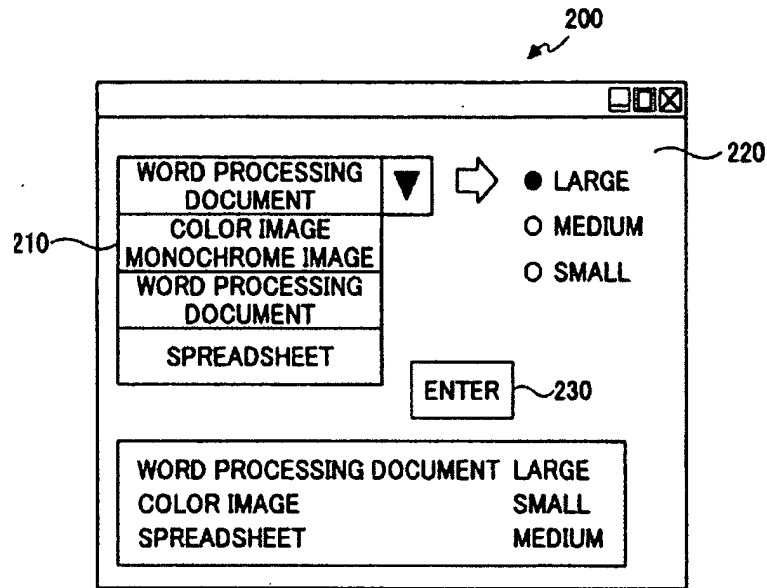 200
220
WORD PROCESSING
DOCUMENT
LARGE
210
COLOR IMAGE
MONOCHROME IMAGE
MEDIUM
WORD PROCESSING
DOCUMENT
SMALL
SPREADSHEET
ENTER
230
WORD PROCESSING DOCUMENT LARGE
COLOR IMAGE SMALL
SPREADSHEET MEDIUM